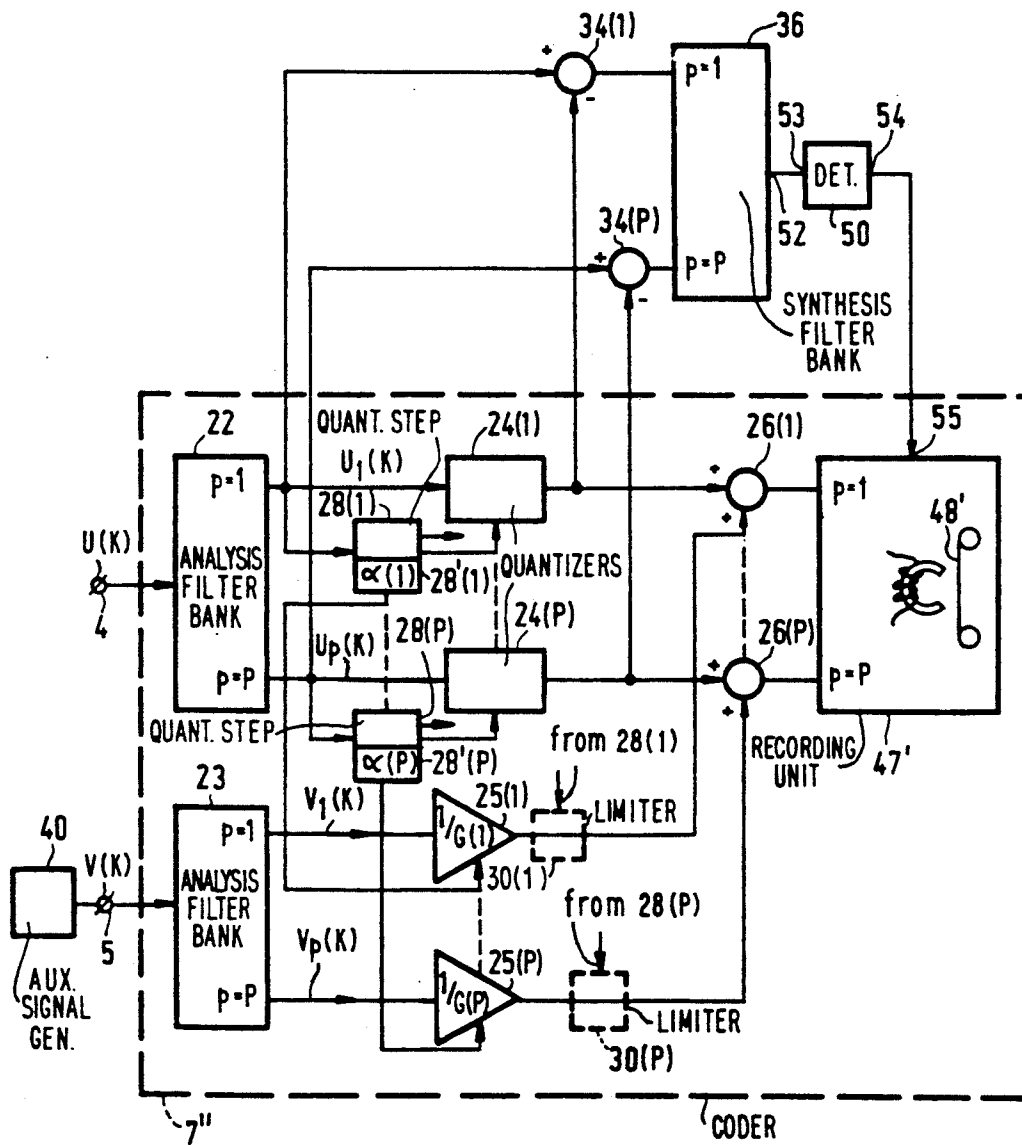 34(1)
36
+
-
p=1
53
54
DET.
52
50
34(P)
+
-
p=P
SYNTHESIS
FILTER
BANK
22
QUANT. STEP
24(1)
26(1)
55
p=1
U1(K)
28(1)
+
+
p=1
U(K)
4
ANALYSIS
FILTER
BANK
α(1)
28'(1)
QUANTIZERS
48'
28(P)
24(P)
26(P)
UP(K)
p=P
+
+
p=P
QUANT. STEP
α(P)
28'(P)
from 28(1)
RECORDING
UNIT
47'
23
V1(K)
25(1)
LIMITER
40
V(K)
5
p=1
1/G(1)
30(1)
ANALYSIS
FILTER
BANK
from 28(P)
VP(K)
25(P)
AUX.
SIGNAL
GEN.
p=P
1/G(P)
LIMITER
30(P)
7"
CODER